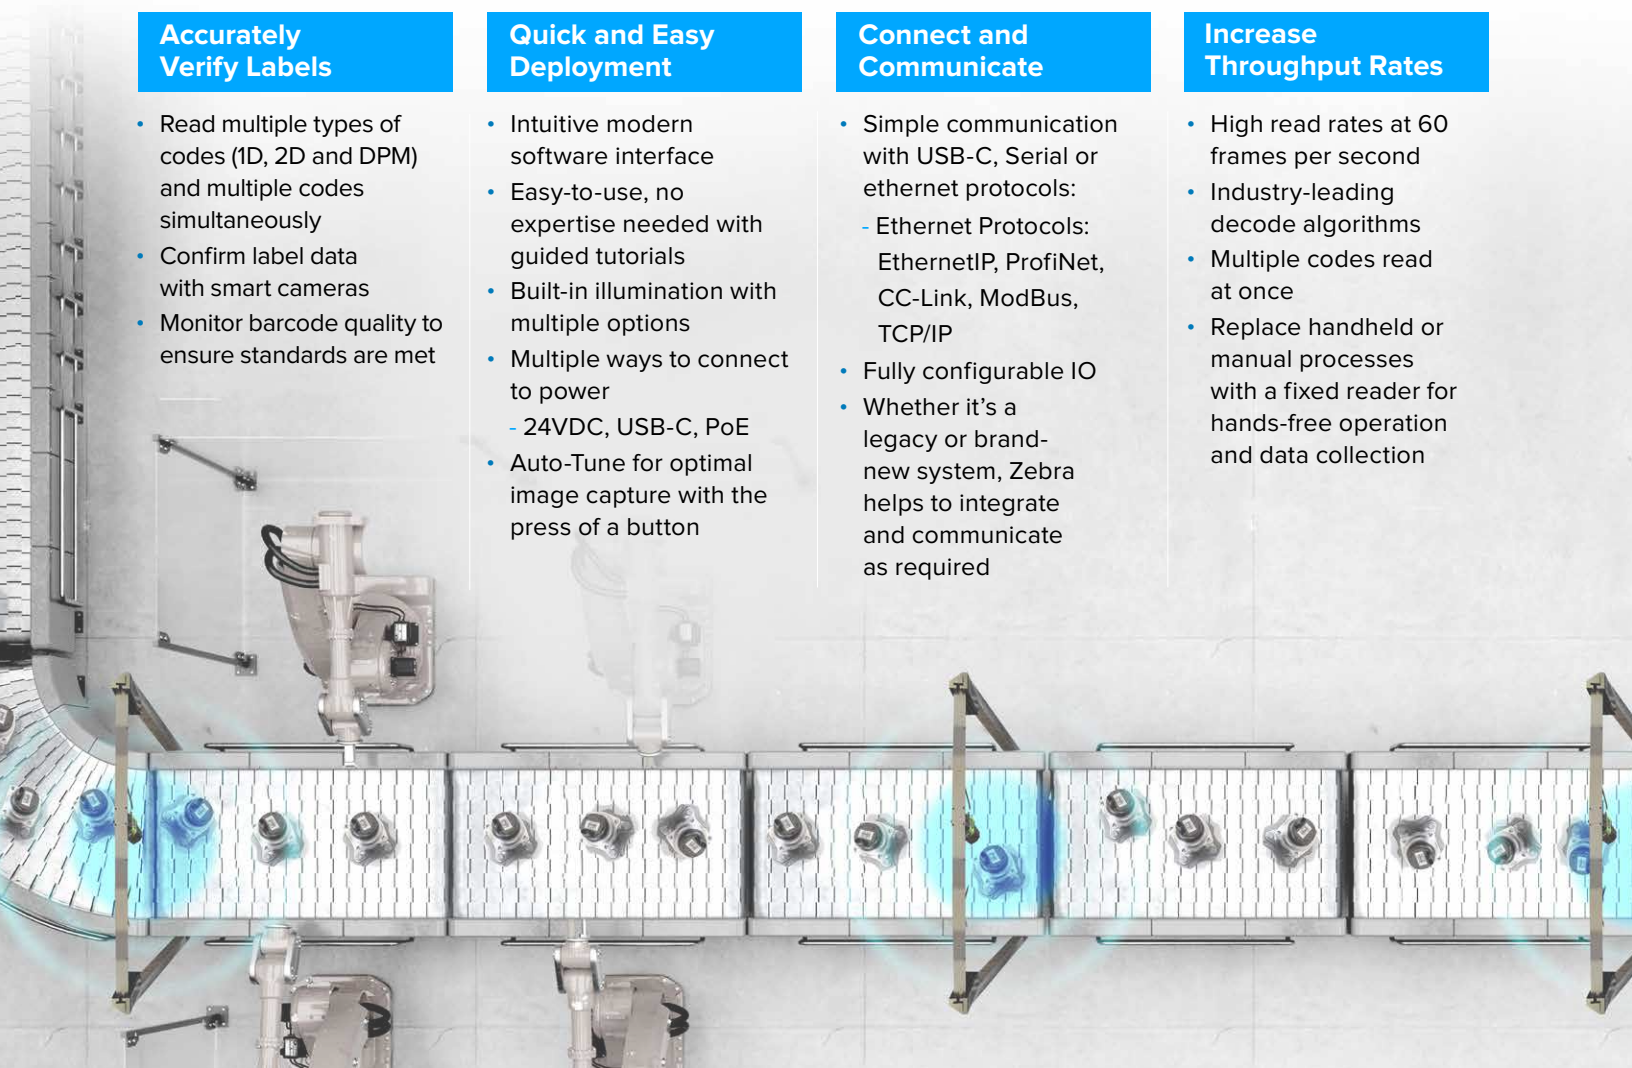 Accurately
Verify Labels
• Read multiple types of
codes (1D, 2D and DPM)
and multiple codes
simultaneously
• Confirm label data
with smart cameras
• Monitor barcode quality to
ensure standards are met
Quick and Easy
Deployment
• Intuitive modern
software interface
• Easy-to-use, no
expertise needed with
guided tutorials
• Built-in illumination with
multiple options
• Multiple ways to connect
to power
- 24VDC, USB-C, PoE
• Auto-Tune for optimal
image capture with the
press of a button
Connect and
Communicate
• Simple communication
with USB-C, Serial or
ethernet protocols:
- Ethernet Protocols:
EthernetIP, ProfiNet,
CC-Link, ModBus,
TCP/IP
• Fully configurable IO
• Whether it’s a
legacy or brand-
new system, Zebra
helps to integrate
and communicate
as required
Increase
Throughput Rates
• High read rates at 60
frames per second
• Industry-leading
decode algorithms
• Multiple codes read
at once
• Replace handheld or
manual processes
with a fixed reader for
hands-free operation
and data collection